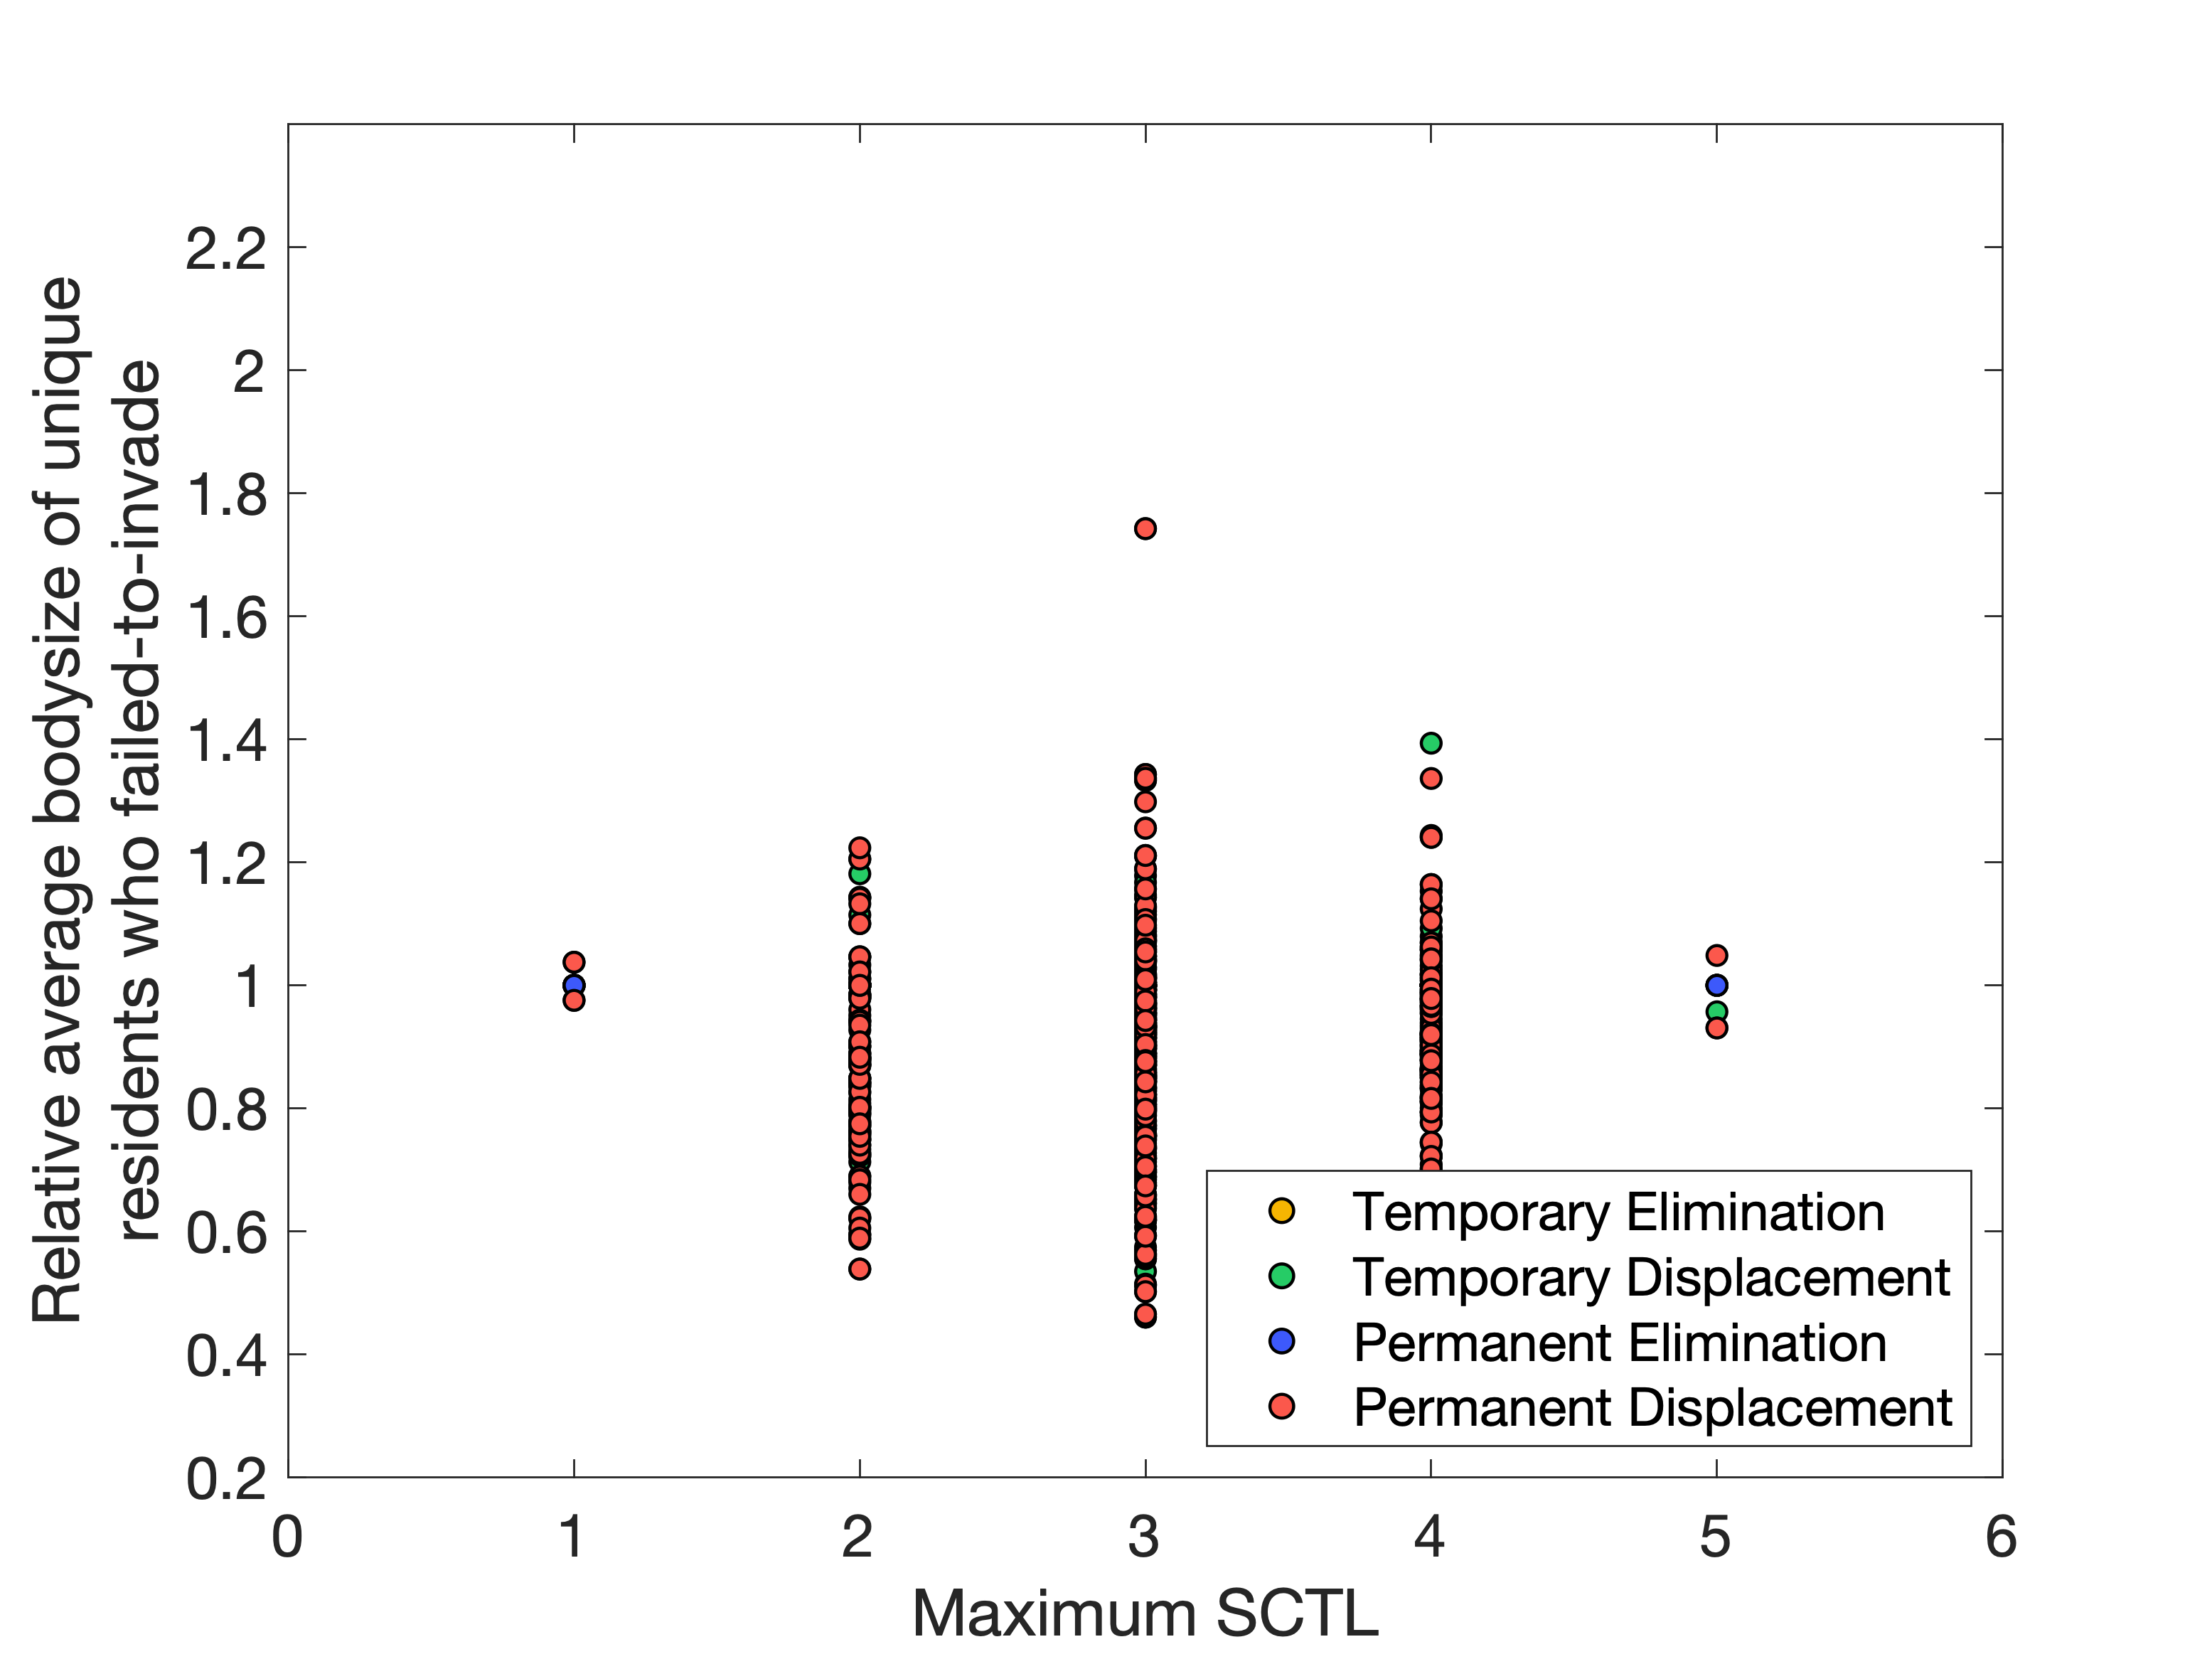 Relative average bodysize of unique
residents who failed-to-invade
2.2
2
1.8
1.6
1.4
1.2
1
0.8
0.6
0.4
0.2
Temporary Elimination
Temporary Displacement
Permanent Elimination
Permanent Displacement
0 1 2 3 4 5 6
Maximum SCTL